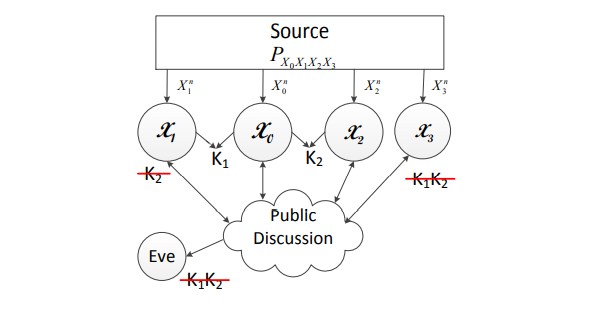 Source
P_{X_0X_1X_2X_3}
X_1^n X_0^n X_2^n X_3^n
𝒳_1 𝒳_0 𝒳_2 𝒳_3
K_1 K_2
K_2 K_1K_2
Public
Discussion
Eve
K_1K_2